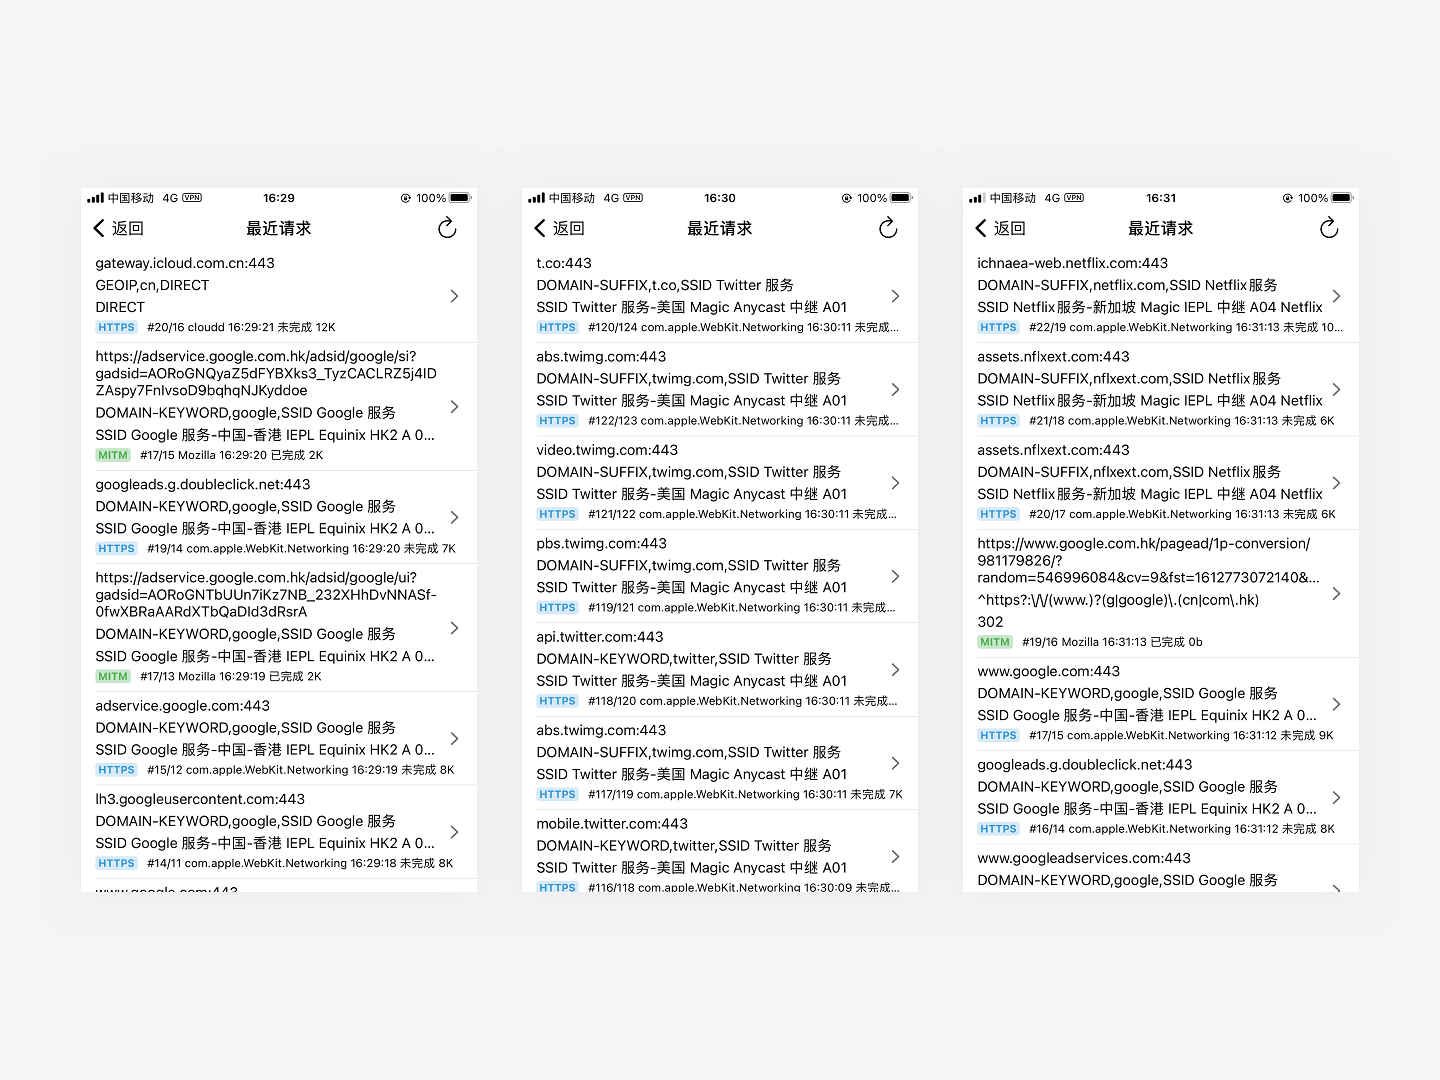 中国移动 4G VPN 16:29 100%
返回 最近请求
gateway.icloud.com.cn:443
GEOIP,cn,DIRECT
DIRECT
HTTPS #20/16 cloudd 16:29:21 未完成 12K
https://adservice.google.com.hk/adsid/google/si?
gadsid=AORoGNQyaZ5dFYBXks3_TyzCACLRZ5j4ID
ZAspy7FnIvsoD9bqhqNJKyddoe
DOMAIN-KEYWORD,google,SSID Google 服务
SSID Google 服务-中国-香港 IEPL Equinix HK2 A 0...
MITM #17/15 Mozilla 16:29:20 已完成 2K
googleads.g.doubleclick.net:443
DOMAIN-KEYWORD,google,SSID Google 服务
SSID Google 服务-中国-香港 IEPL Equinix HK2 A 0...
HTTPS #19/14 com.apple.WebKit.Networking 16:29:20 未完成 7K
https://adservice.google.com.hk/adsid/google/ui?
gadsid=AORoGNTbUUn7iKz7NB_232XHhDvNNASf-
0fwXBRaAARdXTbQaDId3dRsrA
DOMAIN-KEYWORD,google,SSID Google 服务
SSID Google 服务-中国-香港 IEPL Equinix HK2 A 0...
MITM #17/13 Mozilla 16:29:19 已完成 2K
adservice.google.com:443
DOMAIN-KEYWORD,google,SSID Google 服务
SSID Google 服务-中国-香港 IEPL Equinix HK2 A 0...
HTTPS #15/12 com.apple.WebKit.Networking 16:29:19 未完成 8K
lh3.googleusercontent.com:443
DOMAIN-KEYWORD,google,SSID Google 服务
SSID Google 服务-中国-香港 IEPL Equinix HK2 A 0...
HTTPS #14/11 com.apple.WebKit.Networking 16:29:18 未完成 8K
www.google.com:443
中国移动 4G VPN 16:30 100%
返回 最近请求
t.co:443
DOMAIN-SUFFIX,t.co,SSID Twitter 服务
SSID Twitter 服务-美国 Magic Anycast 中继 A01
HTTPS #120/124 com.apple.WebKit.Networking 16:30:11 未完成...
abs.twimg.com:443
DOMAIN-SUFFIX,twimg.com,SSID Twitter 服务
SSID Twitter 服务-美国 Magic Anycast 中继 A01
HTTPS #122/123 com.apple.WebKit.Networking 16:30:11 未完成...
video.twimg.com:443
DOMAIN-SUFFIX,twimg.com,SSID Twitter 服务
SSID Twitter 服务-美国 Magic Anycast 中继 A01
HTTPS #121/122 com.apple.WebKit.Networking 16:30:11 未完成...
pbs.twimg.com:443
DOMAIN-SUFFIX,twimg.com,SSID Twitter 服务
SSID Twitter 服务-美国 Magic Anycast 中继 A01
HTTPS #119/121 com.apple.WebKit.Networking 16:30:11 未完成...
api.twitter.com:443
DOMAIN-KEYWORD,twitter,SSID Twitter 服务
SSID Twitter 服务-美国 Magic Anycast 中继 A01
HTTPS #118/120 com.apple.WebKit.Networking 16:30:11 未完成...
abs.twimg.com:443
DOMAIN-SUFFIX,twimg.com,SSID Twitter 服务
SSID Twitter 服务-美国 Magic Anycast 中继 A01
HTTPS #117/119 com.apple.WebKit.Networking 16:30:11 未完成 7K
mobile.twitter.com:443
DOMAIN-KEYWORD,twitter,SSID Twitter 服务
SSID Twitter 服务-美国 Magic Anycast 中继 A01
HTTPS #116/118 com.apple.WebKit.Networking 16:30:09 未完成...
中国移动 4G VPN 16:31 100%
返回 最近请求
ichnaea-web.netflix.com:443
DOMAIN-SUFFIX,netflix.com,SSID Netflix服务
SSID Netflix服务-新加坡 Magic IEPL 中继 A04 Netflix
HTTPS #22/19 com.apple.WebKit.Networking 16:31:13 未完成 10...
assets.nflxext.com:443
DOMAIN-SUFFIX,nflxext.com,SSID Netflix服务
SSID Netflix服务-新加坡 Magic IEPL 中继 A04 Netflix
HTTPS #21/18 com.apple.WebKit.Networking 16:31:13 未完成 6K
assets.nflxext.com:443
DOMAIN-SUFFIX,nflxext.com,SSID Netflix服务
SSID Netflix服务-新加坡 Magic IEPL 中继 A04 Netflix
HTTPS #20/17 com.apple.WebKit.Networking 16:31:13 未完成 6K
https://www.google.com.hk/pagead/1p-conversion/
981179826/?
random=546996084&cv=9&fst=1612773072140&...
^https?:\/\/(www.)?(g|google)\.(cn|com\.hk)
302
MITM #19/16 Mozilla 16:31:13 已完成 0b
www.google.com:443
DOMAIN-KEYWORD,google,SSID Google 服务
SSID Google 服务-中国-香港 IEPL Equinix HK2 A 0...
HTTPS #17/15 com.apple.WebKit.Networking 16:31:12 未完成 9K
googleads.g.doubleclick.net:443
DOMAIN-KEYWORD,google,SSID Google 服务
SSID Google 服务-中国-香港 IEPL Equinix HK2 A 0...
HTTPS #16/14 com.apple.WebKit.Networking 16:31:12 未完成 8K
www.googleadservices.com:443
DOMAIN-KEYWORD,google,SSID Google 服务